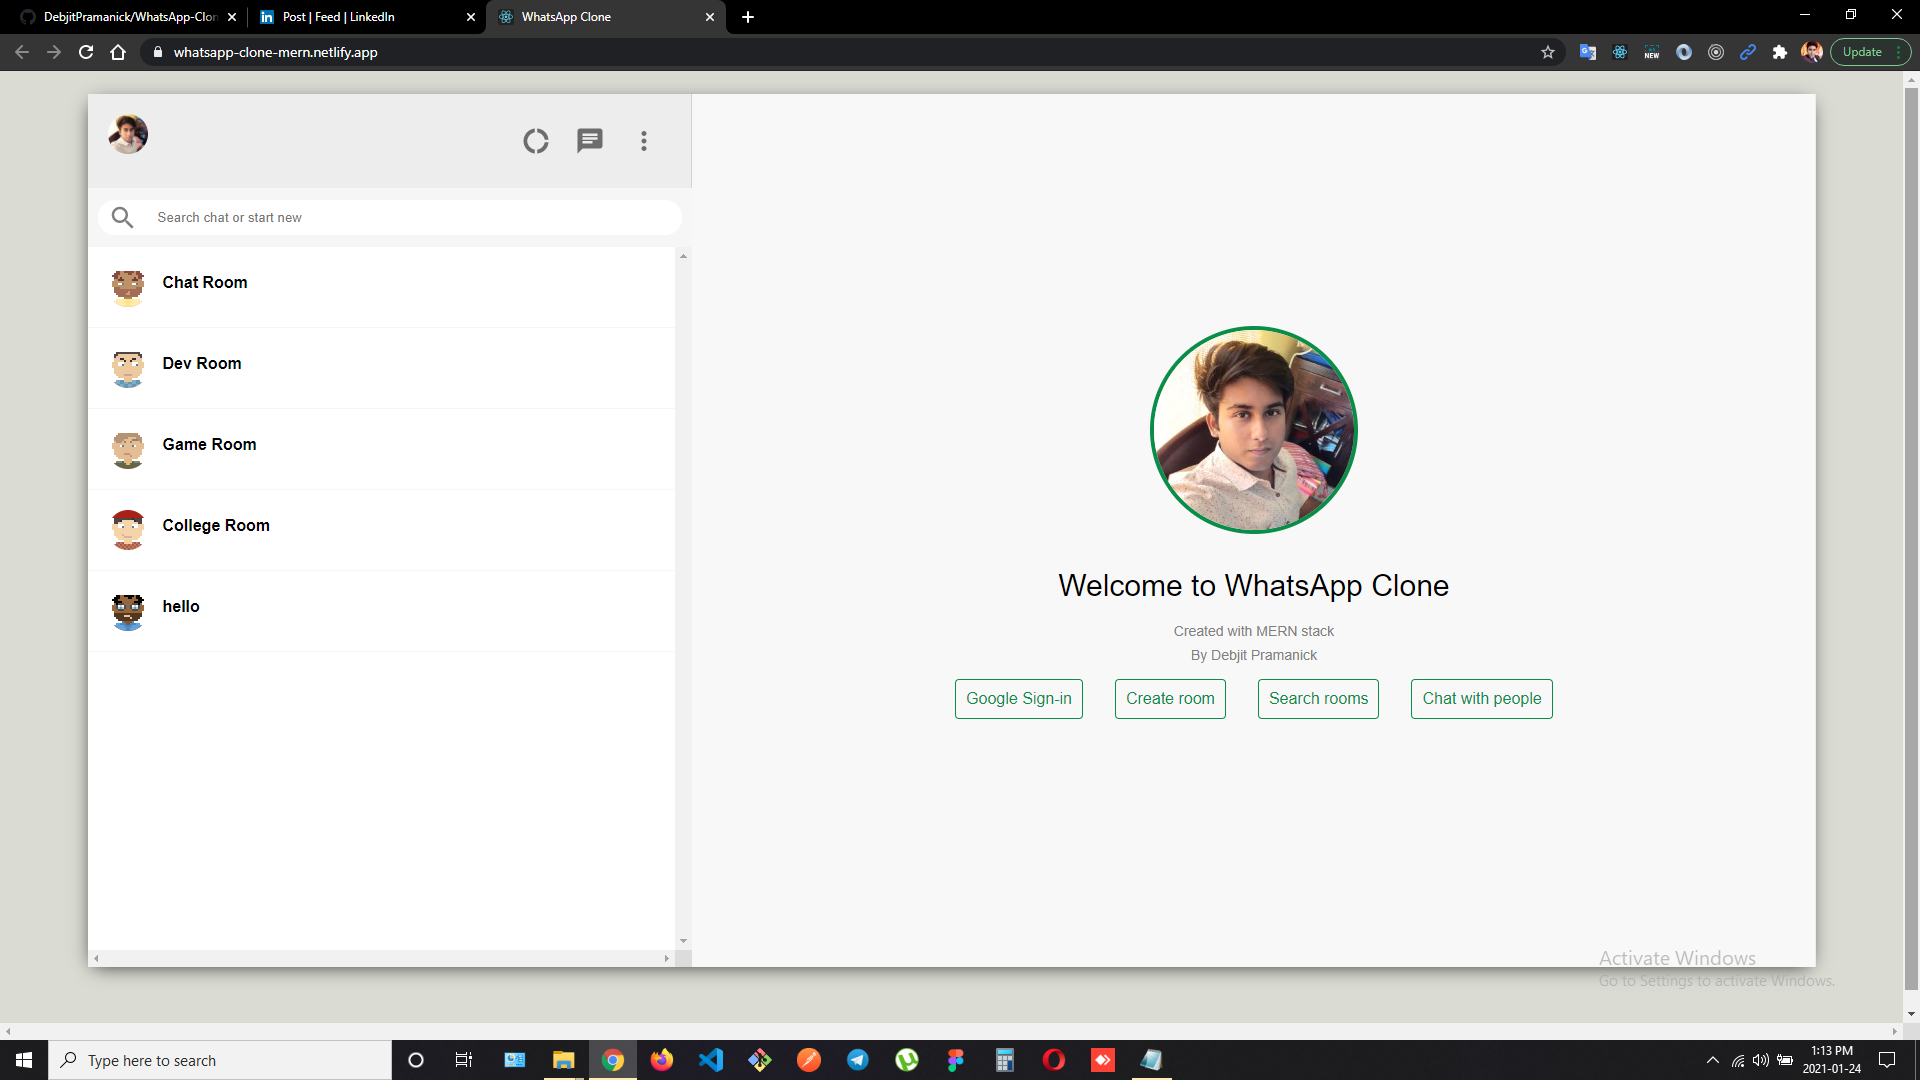 DebjitPramanick/WhatsApp-Clon
Post | Feed | LinkedIn
WhatsApp Clone
whatsapp-clone-mern.netlify.app
NEW
Update
Search chat or start new
Chat Room
Dev Room
Game Room
College Room
hello
Welcome to WhatsApp Clone
Created with MERN stack
By Debjit Pramanick
Google Sign-in
Create room
Search rooms
Chat with people
Activate Windows
Go to Settings to activate Windows.
Type here to search
1:13 PM
2021-01-24